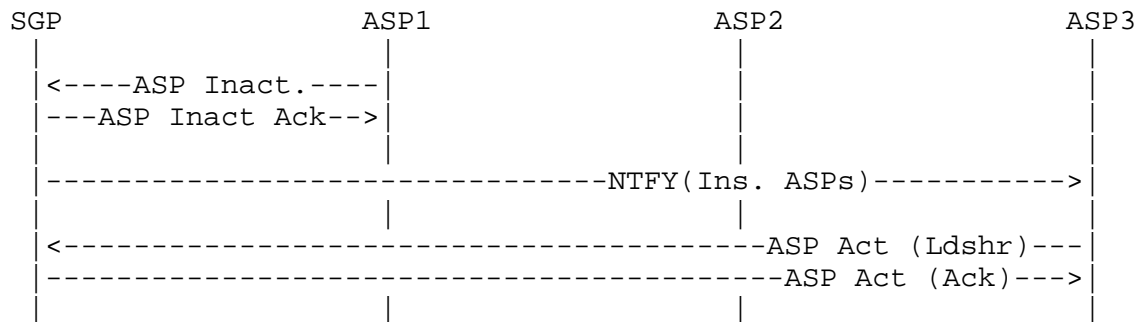 SGP ASP1 ASP2 ASP3
<----ASP Inact.----
---ASP Inact Ack-->
--------------------------------NTFY(Ins. ASPs)----------->
<----------------------------------------ASP Act (Ldshr)---
-----------------------------------------ASP Act (Ack)--->